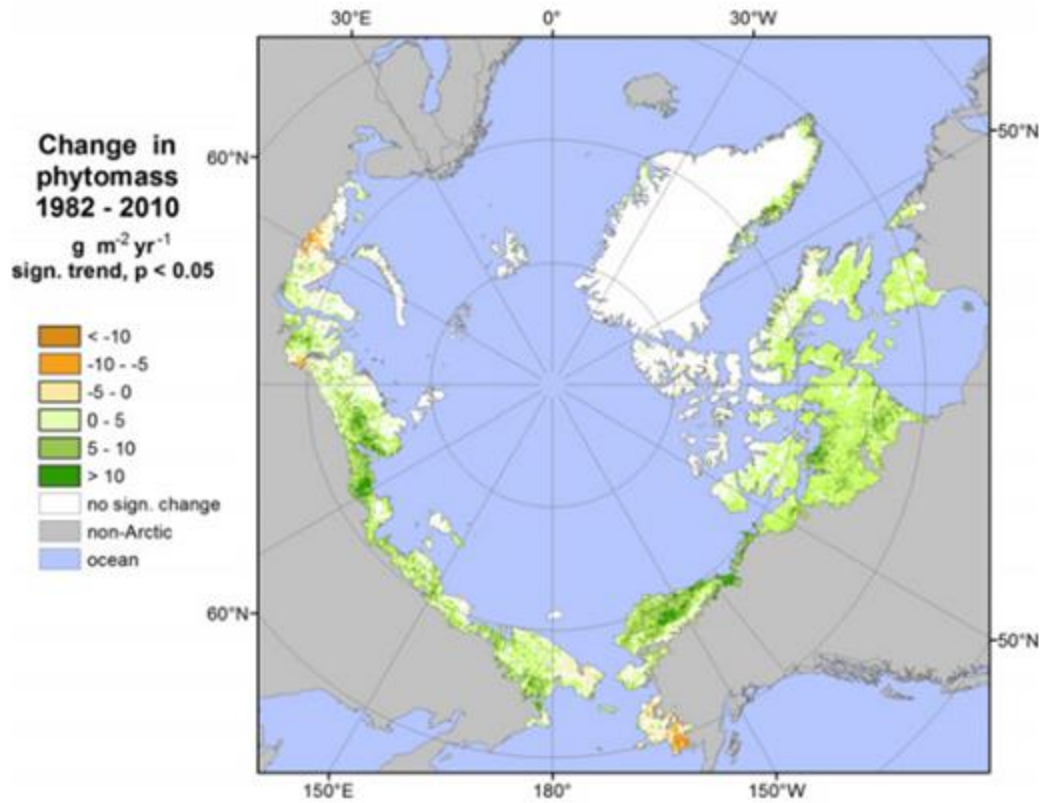 30°E 0° 30°W
Change in
phytomass
1982 - 2010
g m-2 yr-1
sign. trend, p < 0.05
< -10
-10 - -5
-5 - 0
0 - 5
5 - 10
> 10
no sign. change
non-Arctic
ocean
60°N
60°N
50°N
50°N
150°E 180° 150°W